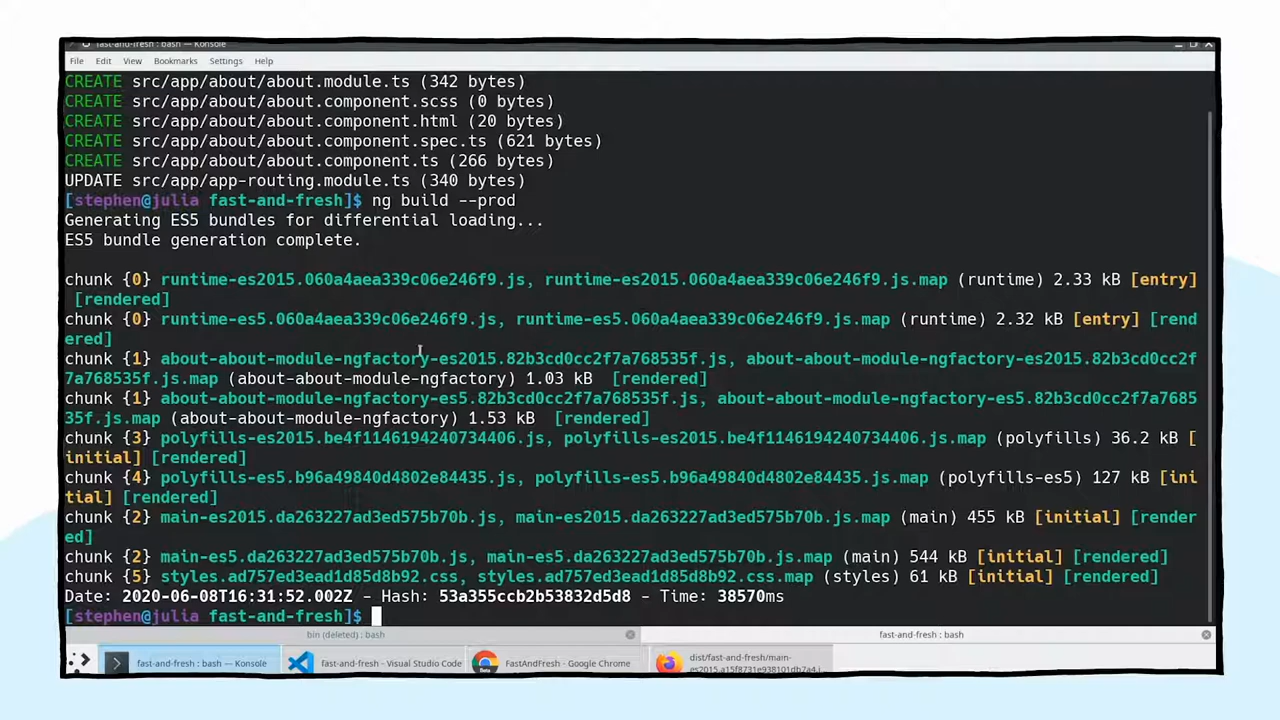 fast-and-fresh : bash — Konsole
File Edit View Bookmarks Settings Help
CREATE src/app/about/about.module.ts (342 bytes)
CREATE src/app/about/about.component.scss (0 bytes)
CREATE src/app/about/about.component.html (20 bytes)
CREATE src/app/about/about.component.spec.ts (621 bytes)
CREATE src/app/about/about.component.ts (266 bytes)
UPDATE src/app/app-routing.module.ts (340 bytes)
[stephen@julia fast-and-fresh]$ ng build --prod
Generating ES5 bundles for differential loading...
ES5 bundle generation complete.
chunk {0} runtime-es2015.060a4aea339c06e246f9.js, runtime-es2015.060a4aea339c06e246f9.js.map (runtime) 2.33 kB [entry]
[rendered]
chunk {0} runtime-es5.060a4aea339c06e246f9.js, runtime-es5.060a4aea339c06e246f9.js.map (runtime) 2.32 kB [entry] [rend
ered]
chunk {1} about-about-module-ngfactory-es2015.82b3cd0cc2f7a768535f.js, about-about-module-ngfactory-es2015.82b3cd0cc2f
7a768535f.js.map (about-about-module-ngfactory) 1.03 kB [rendered]
chunk {1} about-about-module-ngfactory-es5.82b3cd0cc2f7a768535f.js, about-about-module-ngfactory-es5.82b3cd0cc2f7a7685
35f.js.map (about-about-module-ngfactory) 1.53 kB [rendered]
chunk {3} polyfills-es2015.be4f1146194240734406.js, polyfills-es2015.be4f1146194240734406.js.map (polyfills) 36.2 kB [
initial] [rendered]
chunk {4} polyfills-es5.b96a49840d4802e84435.js, polyfills-es5.b96a49840d4802e84435.js.map (polyfills-es5) 127 kB [ini
tial] [rendered]
chunk {2} main-es2015.da263227ad3ed575b70b.js, main-es2015.da263227ad3ed575b70b.js.map (main) 455 kB [initial] [render
ed]
chunk {2} main-es5.da263227ad3ed575b70b.js, main-es5.da263227ad3ed575b70b.js.map (main) 544 kB [initial] [rendered]
chunk {5} styles.ad757ed3ead1d85d8b92.css, styles.ad757ed3ead1d85d8b92.css.map (styles) 61 kB [initial] [rendered]
Date: 2020-06-08T16:31:52.002Z - Hash: 53a355ccb2b53832d5d8 - Time: 38570ms
[stephen@julia fast-and-fresh]$
bin (deleted) : bash
fast-and-fresh : bash
fast-and-fresh : bash — Konsole
fast-and-fresh - Visual Studio Code
FastAndFresh - Google Chrome
dist/fast-and-fresh/main-
es2015.a15f8731e938101db7a4.j...